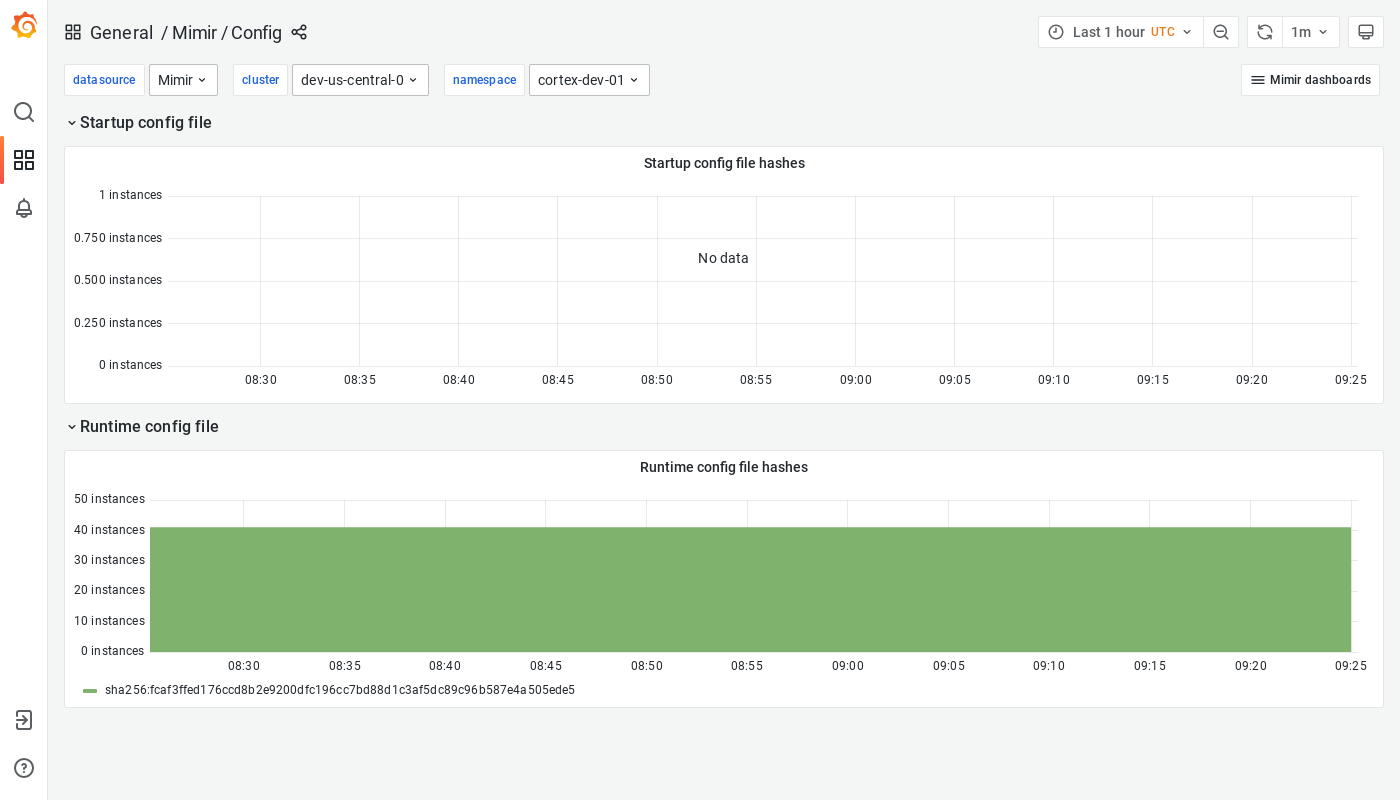 General / Mimir / Config
Last 1 hour UTC
1m
datasource Mimir cluster dev-us-central-0 namespace cortex-dev-01
Mimir dashboards
Startup config file
Startup config file hashes
1 instances
0.750 instances
0.500 instances
0.250 instances
0 instances
No data
08:30 08:35 08:40 08:45 08:50 08:55 09:00 09:05 09:10 09:15 09:20 09:25
Runtime config file
Runtime config file hashes
50 instances
40 instances
30 instances
20 instances
10 instances
0 instances
08:30 08:35 08:40 08:45 08:50 08:55 09:00 09:05 09:10 09:15 09:20 09:25
sha256:fcaf3ffed176ccd8b2e9200dfc196cc7bd88d1c3af5dc89c96b587e4a505ede5